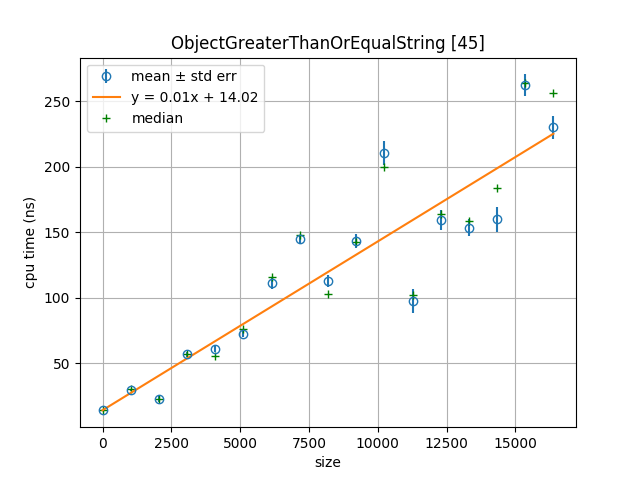 ObjectGreaterThanOrEqualString [45]
mean ± std err
y = 0.01x + 14.02
median
cpu time (ns)
250
200
150
100
50
0
2500
5000
7500
10000
12500
15000
size